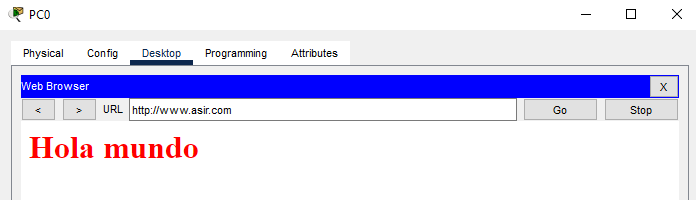 PC0
Physical Config Desktop Programming Attributes
Web Browser X
< > URL http://www.asir.com Go Stop
Hola mundo